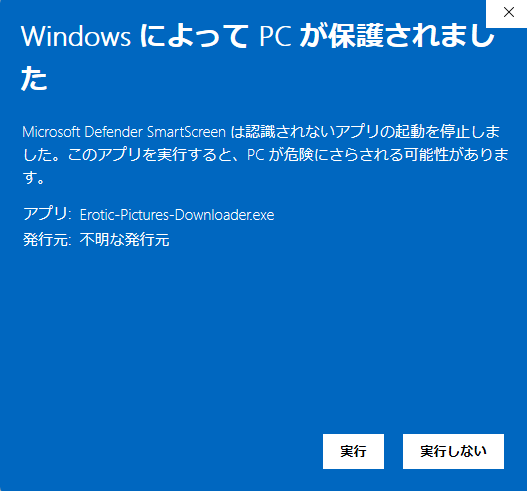 Windows によって PC が保護されまし
た
Microsoft Defender SmartScreen は認識されないアプリの起動を停止しま
した。このアプリを実行すると、PC が危険にさらされる可能性がありま
す。
アプリ: Erotic-Pictures-Downloader.exe
発行元: 不明な発行元
実行 実行しない